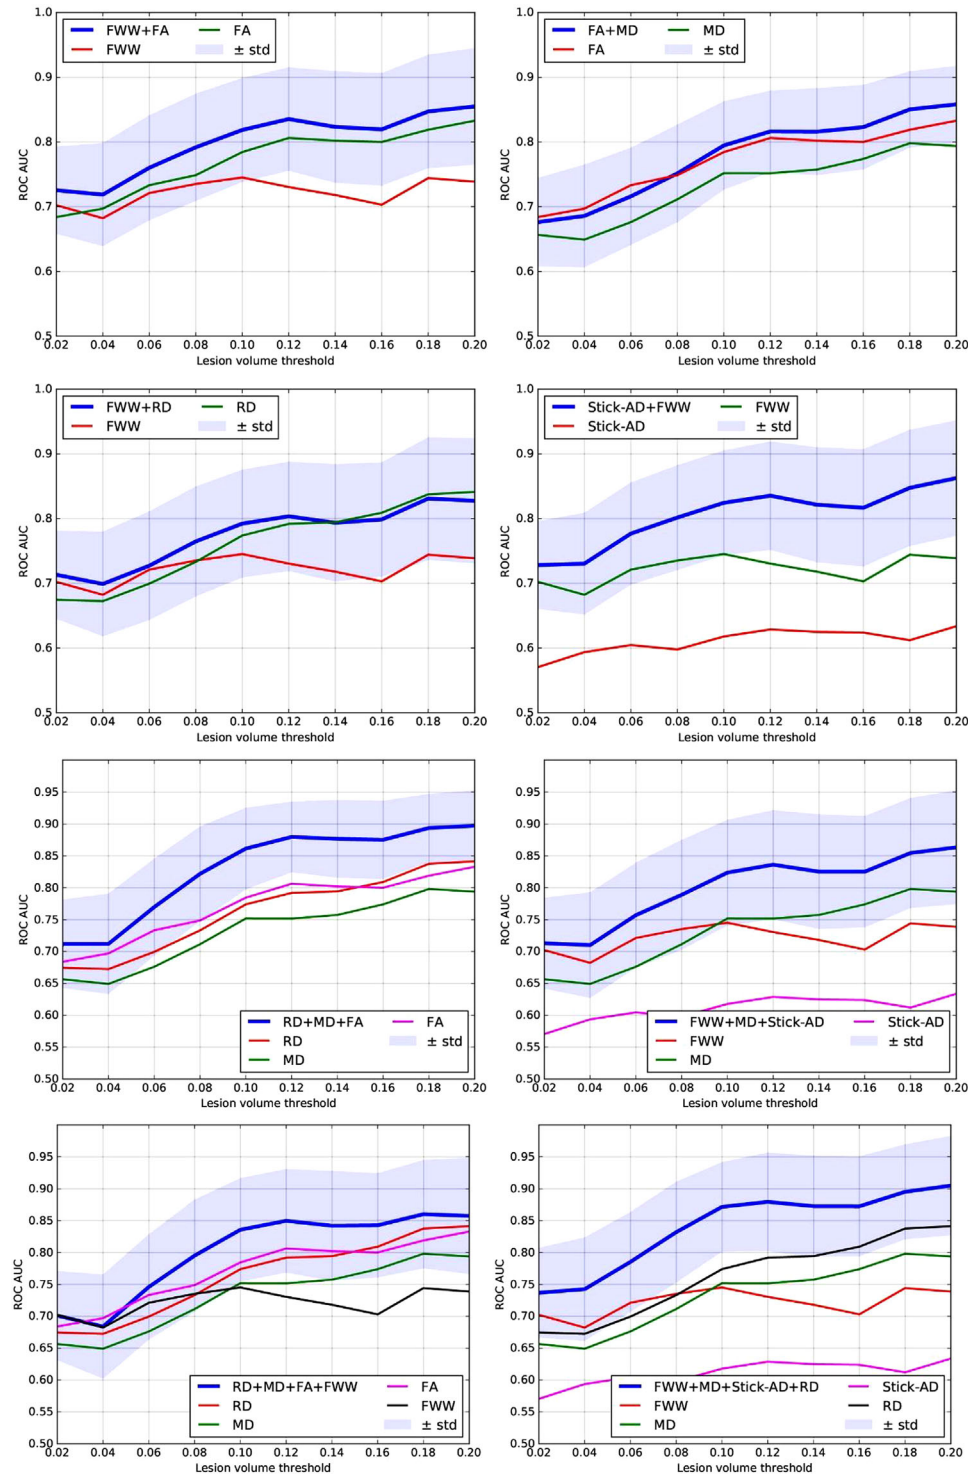 1.0
FWW+FA FA
FWW ± std
0.9
0.8
0.7
0.6
0.5
ROC AUC
0.02 0.04 0.06 0.08 0.10 0.12 0.14 0.16 0.18 0.20
Lesion volume threshold
1.0
FA+MD MD
FA ± std
0.9
0.8
0.7
0.6
0.5
ROC AUC
0.02 0.04 0.06 0.08 0.10 0.12 0.14 0.16 0.18 0.20
Lesion volume threshold
1.0
FWW+RD RD
FWW ± std
0.9
0.8
0.7
0.6
0.5
ROC AUC
0.02 0.04 0.06 0.08 0.10 0.12 0.14 0.16 0.18 0.20
Lesion volume threshold
1.0
Stick-AD+FWW FWW
Stick-AD ± std
0.9
0.8
0.7
0.6
0.5
ROC AUC
0.02 0.04 0.06 0.08 0.10 0.12 0.14 0.16 0.18 0.20
Lesion volume threshold
0.95
0.90
0.85
0.80
0.75
0.70
0.65
0.60
0.55
0.50
ROC AUC
RD+MD+FA FA
RD ± std
MD
0.02 0.04 0.06 0.08 0.10 0.12 0.14 0.16 0.18 0.20
Lesion volume threshold
0.95
0.90
0.85
0.80
0.75
0.70
0.65
0.60
0.55
0.50
ROC AUC
FWW+MD+Stick-AD Stick-AD
FWW ± std
MD
0.02 0.04 0.06 0.08 0.10 0.12 0.14 0.16 0.18 0.20
Lesion volume threshold
0.95
0.90
0.85
0.80
0.75
0.70
0.65
0.60
0.55
0.50
ROC AUC
RD+MD+FA+FWW FA
RD FWW
MD ± std
0.02 0.04 0.06 0.08 0.10 0.12 0.14 0.16 0.18 0.20
Lesion volume threshold
0.95
0.90
0.85
0.80
0.75
0.70
0.65
0.60
0.55
0.50
ROC AUC
FWW+MD+Stick-AD+RD Stick-AD
FWW RD
MD ± std
0.02 0.04 0.06 0.08 0.10 0.12 0.14 0.16 0.18 0.20
Lesion volume threshold